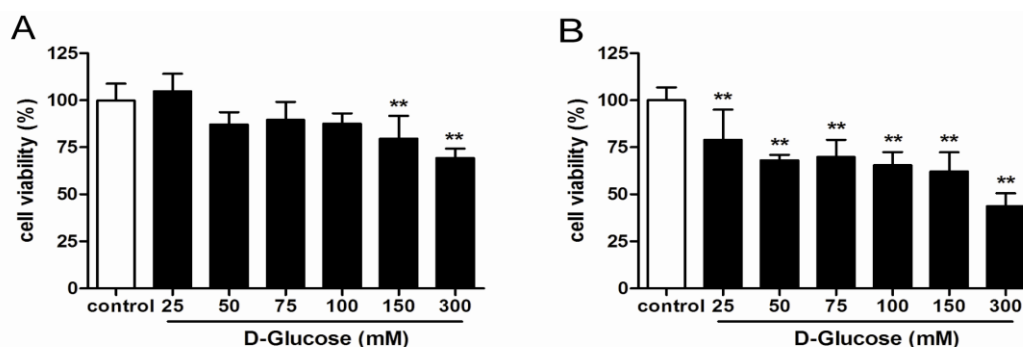 A
cell viability (%)
125
100
75
50
25
0
** **
control 25 50 75 100 150 300
D-Glucose (mM)
B
cell viability (%)
125
100
75
50
25
0
** ** ** ** ** **
control 25 50 75 100 150 300
D-Glucose (mM)